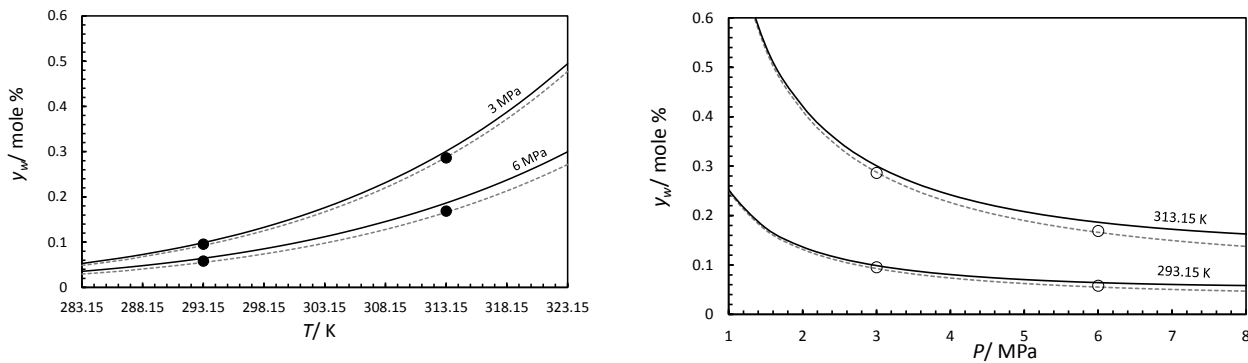 0.6
0.5
0.4
0.3
0.2
0.1
0
y_w/ mole %
3 MPa
6 MPa
283.15 288.15 293.15 298.15 303.15 308.15 313.15 318.15 323.15
T/ K
0.6
0.5
0.4
0.3
0.2
0.1
0
y_w/ mole %
313.15 K
293.15 K
1 2 3 4 5 6 7 8
P/ MPa